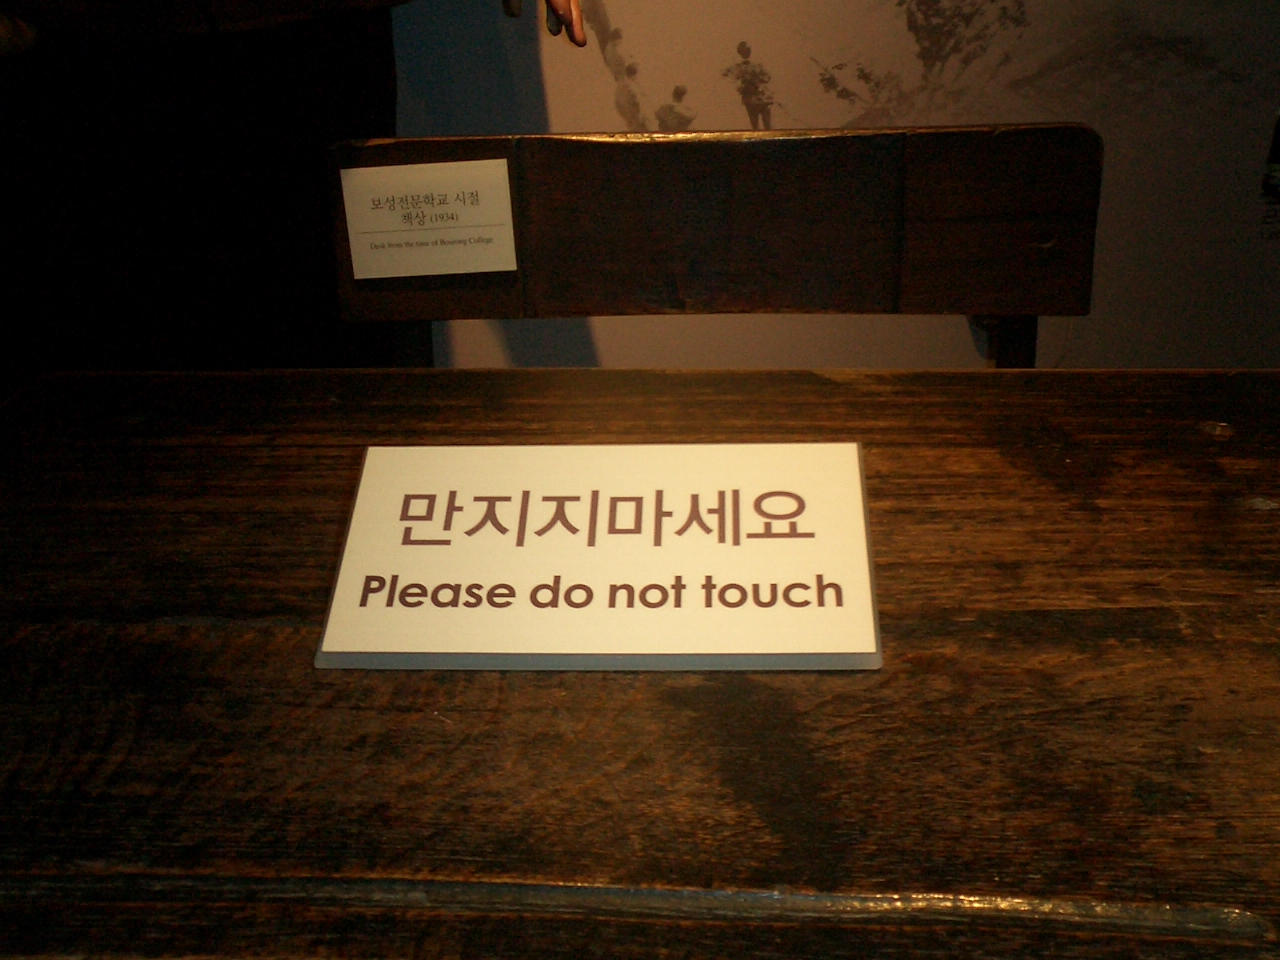 보성전문학교 시절
책상 (1934)
Desk from the time of Boseong College
만지지마세요
Please do not touch